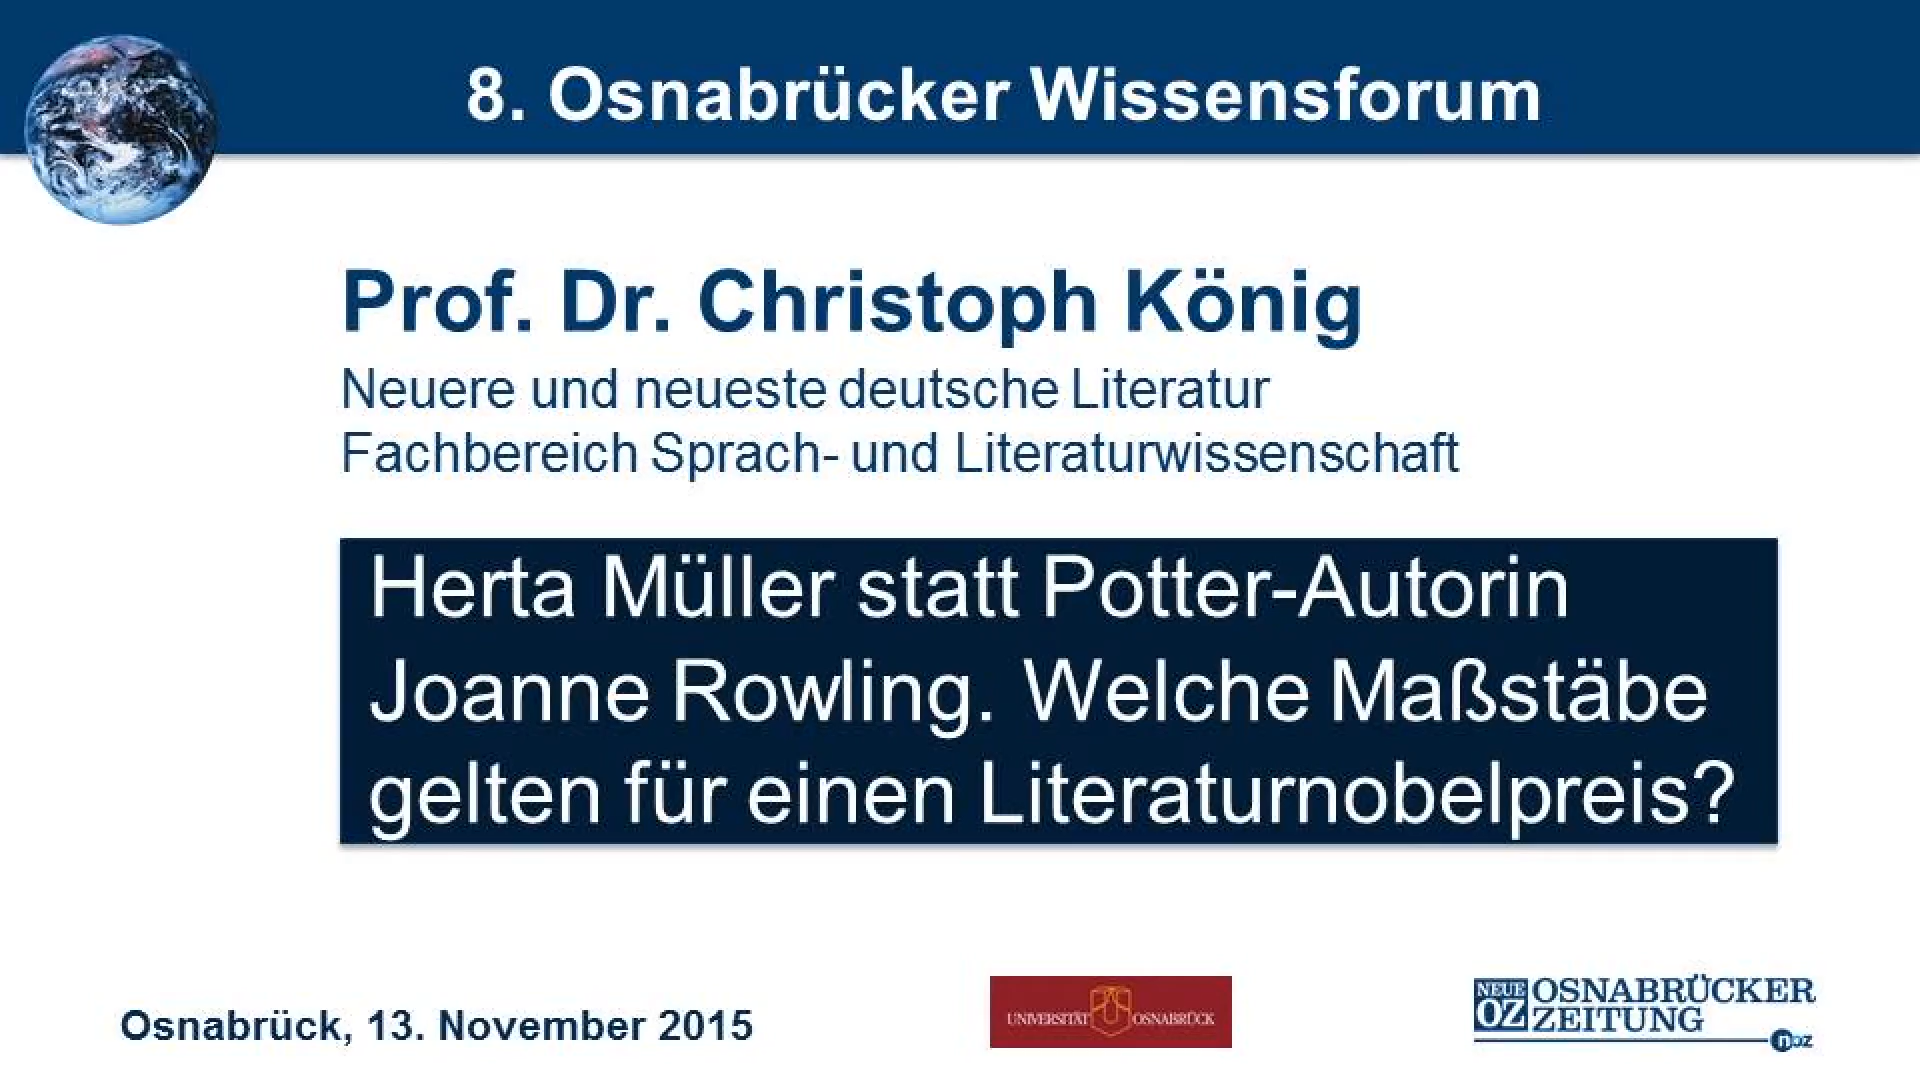 8. Osnabrücker Wissensforum
Prof. Dr. Christoph König
Neuere und neueste deutsche Literatur
Fachbereich Sprach- und Literaturwissenschaft
Herta Müller statt Potter-Autorin
Joanne Rowling. Welche Maßstäbe
gelten für einen Literaturnobelpreis?
Osnabrück, 13. November 2015
UNIVERSITÄT OSNABRÜCK
NEUE OZ OSNABRÜCKER
ZEITUNG
noz